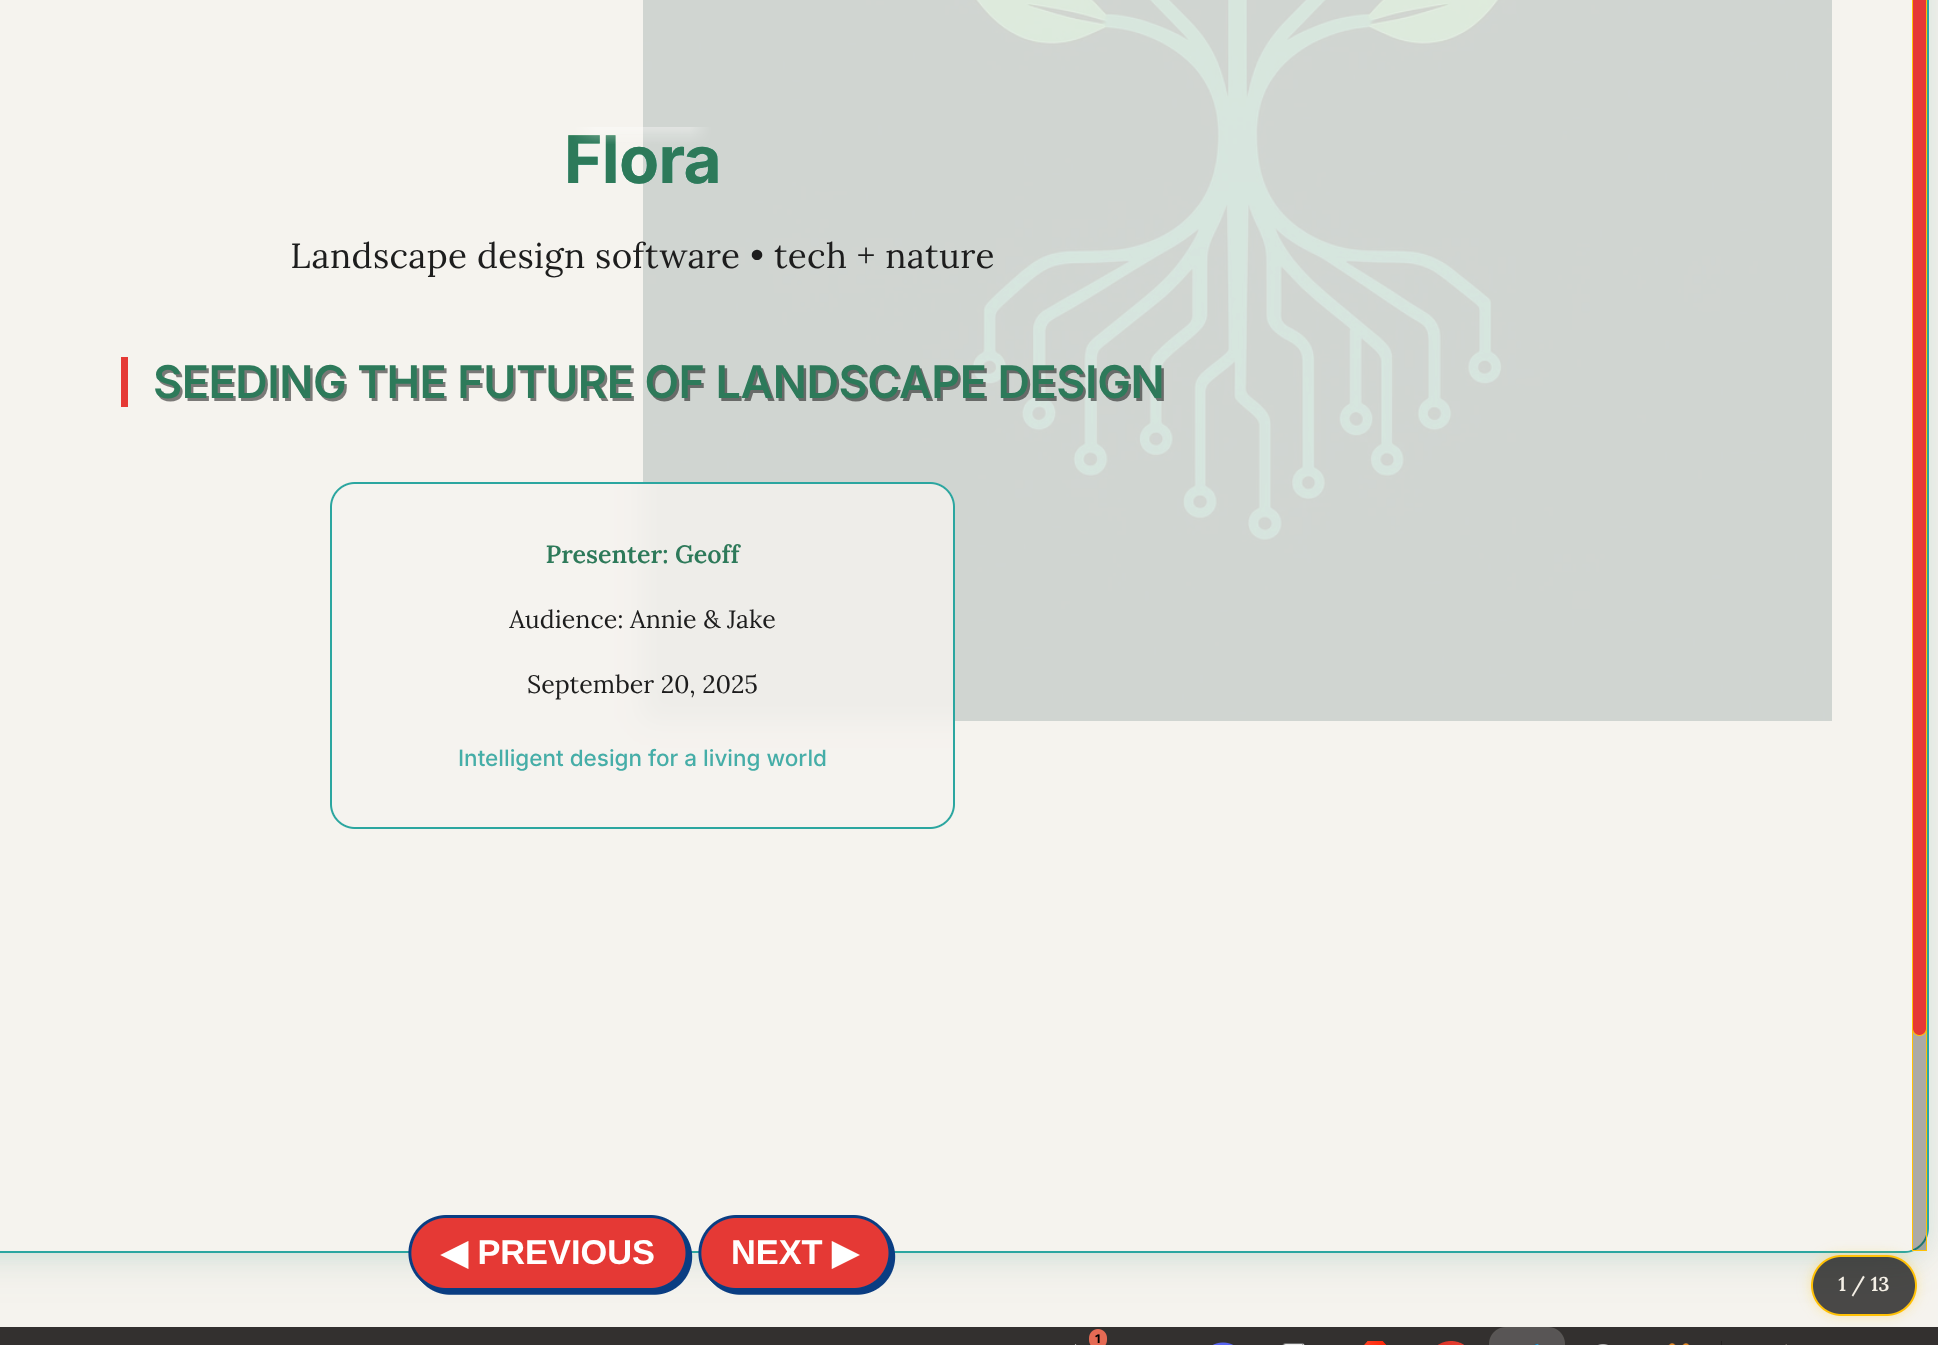 Flora
Landscape design software • tech + nature
SEEDING THE FUTURE OF LANDSCAPE DESIGN
Presenter: Geoff
Audience: Annie & Jake
September 20, 2025
Intelligent design for a living world
◀ PREVIOUS
NEXT ▶
1 / 13
1